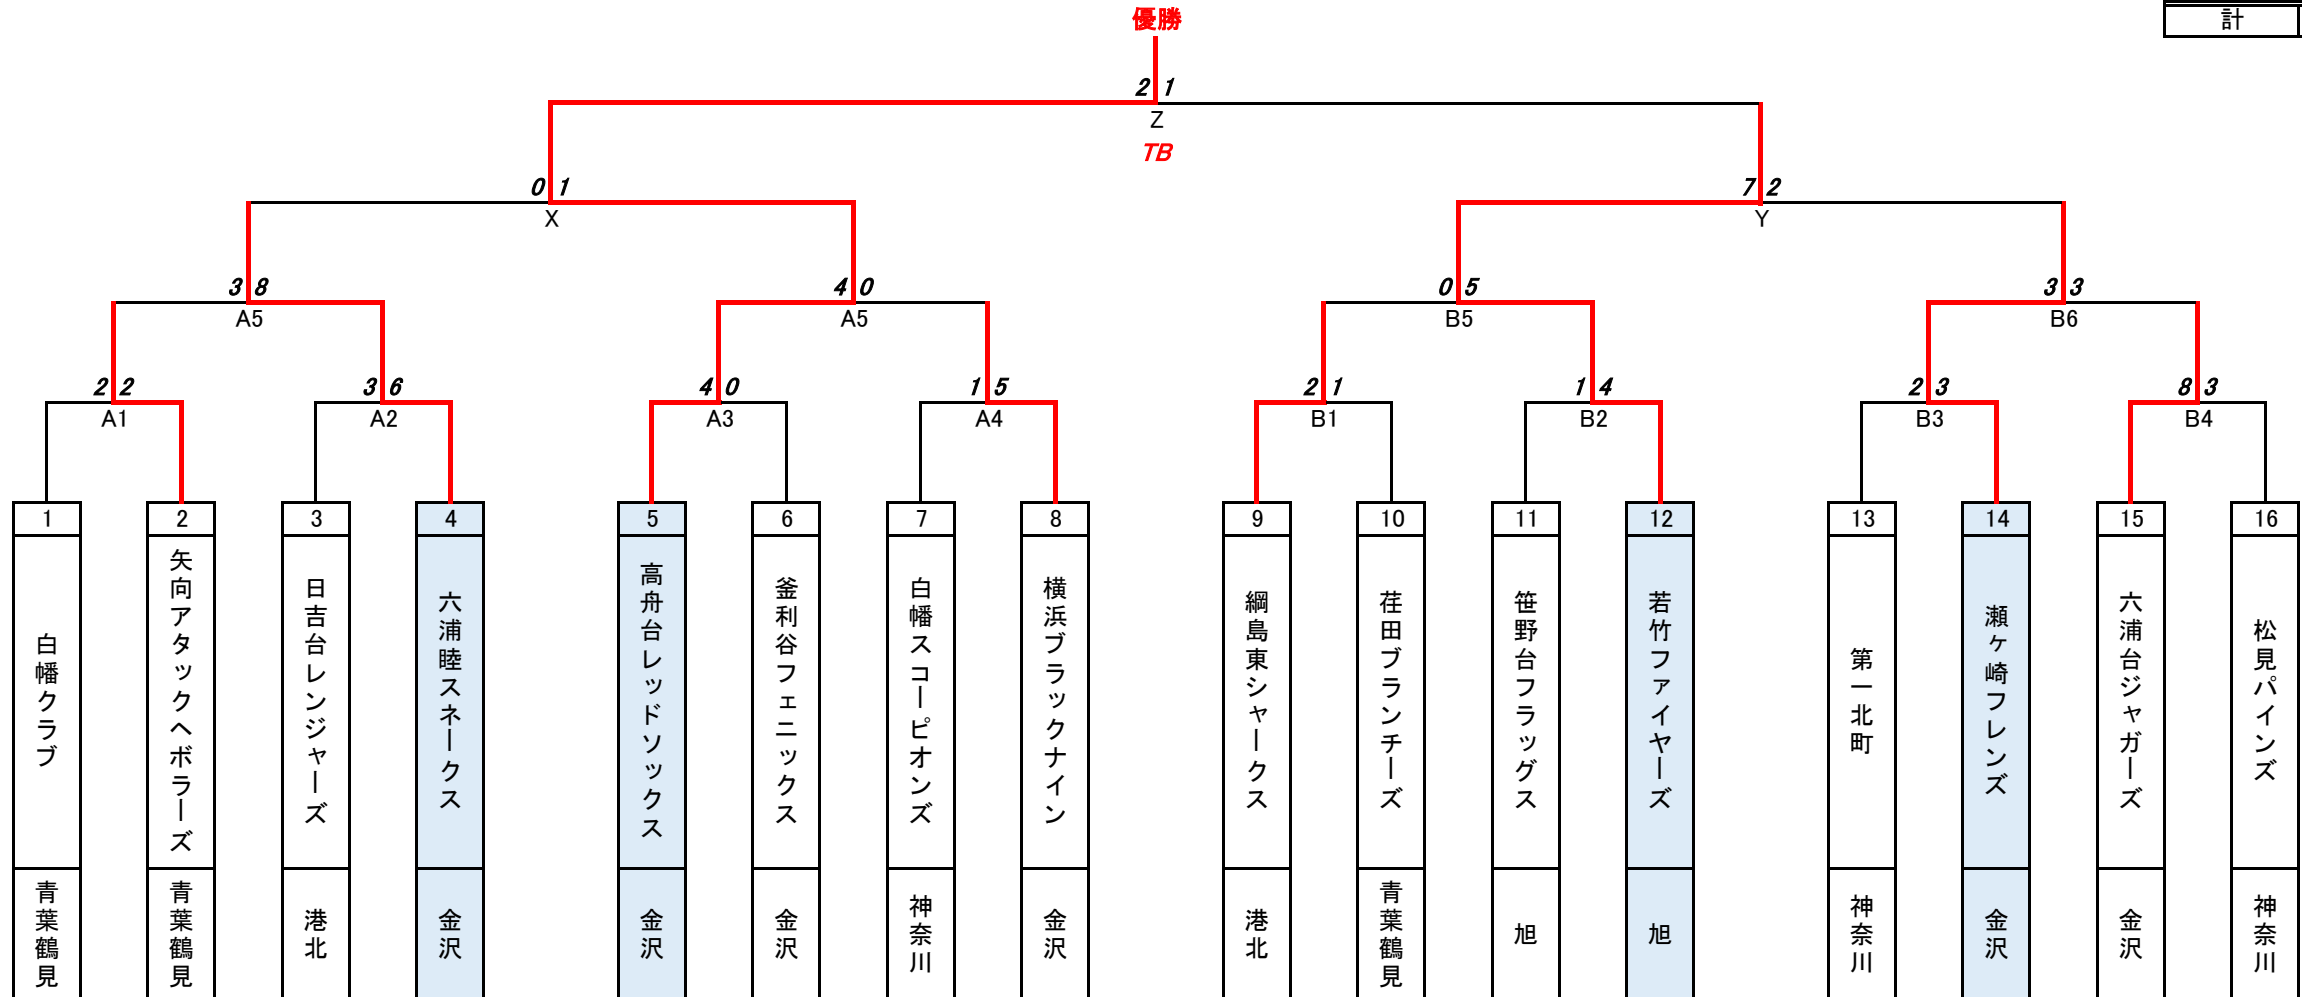 優勝
計
2 1
Z
TB
0 1
X
7 2
Y
3 8
A5
4 0
A5
0 5
B5
3 3
B6
2 2
A1
3 6
A2
4 0
A3
1 5
A4
2 1
B1
1 4
B2
2 3
B3
8 3
B4
1
白幡クラブ
青葉鶴見
2
矢向アタックヘボラーズ
青葉鶴見
3
日吉台レンジャーズ
港北
4
六浦睦スネークス
金沢
5
高舟台レッドソックス
金沢
6
釜利谷フェニックス
金沢
7
白幡スコーピオンズ
神奈川
8
横浜ブラックナイン
金沢
9
綱島東シャークス
港北
10
荏田ブランチーズ
青葉鶴見
11
笹野台フラッグス
旭
12
若竹ファイヤーズ
旭
13
第一北町
神奈川
14
瀬ヶ崎フレンズ
金沢
15
六浦台ジャガーズ
金沢
16
松見パインズ
神奈川